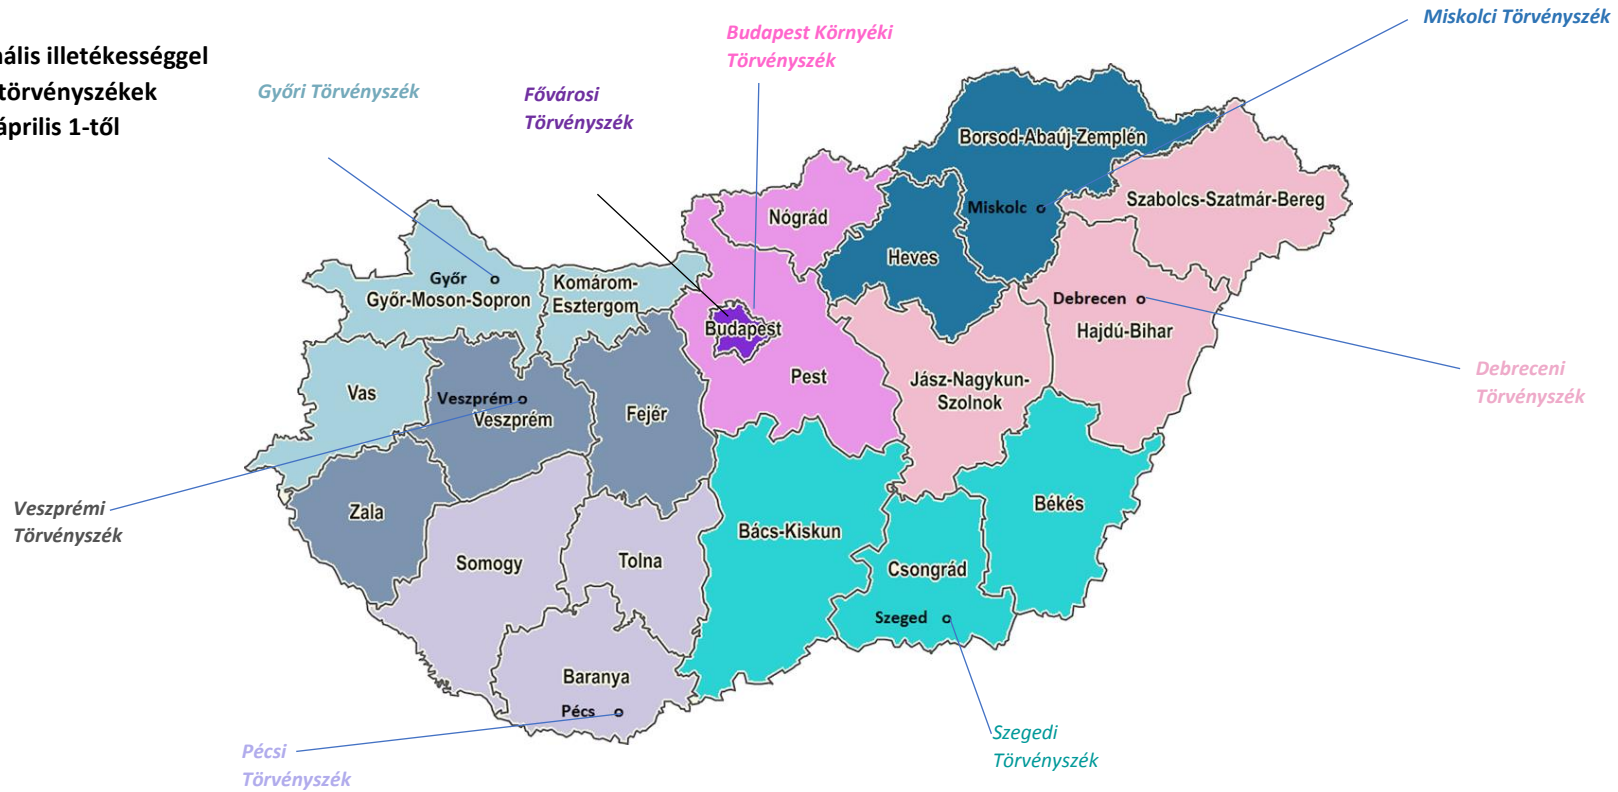 ális illetékességgel
törvényszékek
április 1-től
Miskolci Törvényszék
Budapest Környéki
Törvényszék
Győri Törvényszék
Fővárosi
Törvényszék
Borsod-Abaúj-Zemplén
Szabolcs-Szatmár-Bereg
Miskolc
Nógrád
Heves
Győr
Győr-Moson-Sopron
Komárom-
Esztergom
Debrecen
Hajdú-Bihar
Budapest
Pest
Jász-Nagykun-
Szolnok
Debreceni
Törvényszék
Vas
Veszprém
Veszprém
Fejér
Veszprémi
Törvényszék
Zala
Bács-Kiskun
Békés
Somogy
Tolna
Csongrád
Szeged
Baranya
Pécs
Pécsi
Törvényszék
Szegedi
Törvényszék